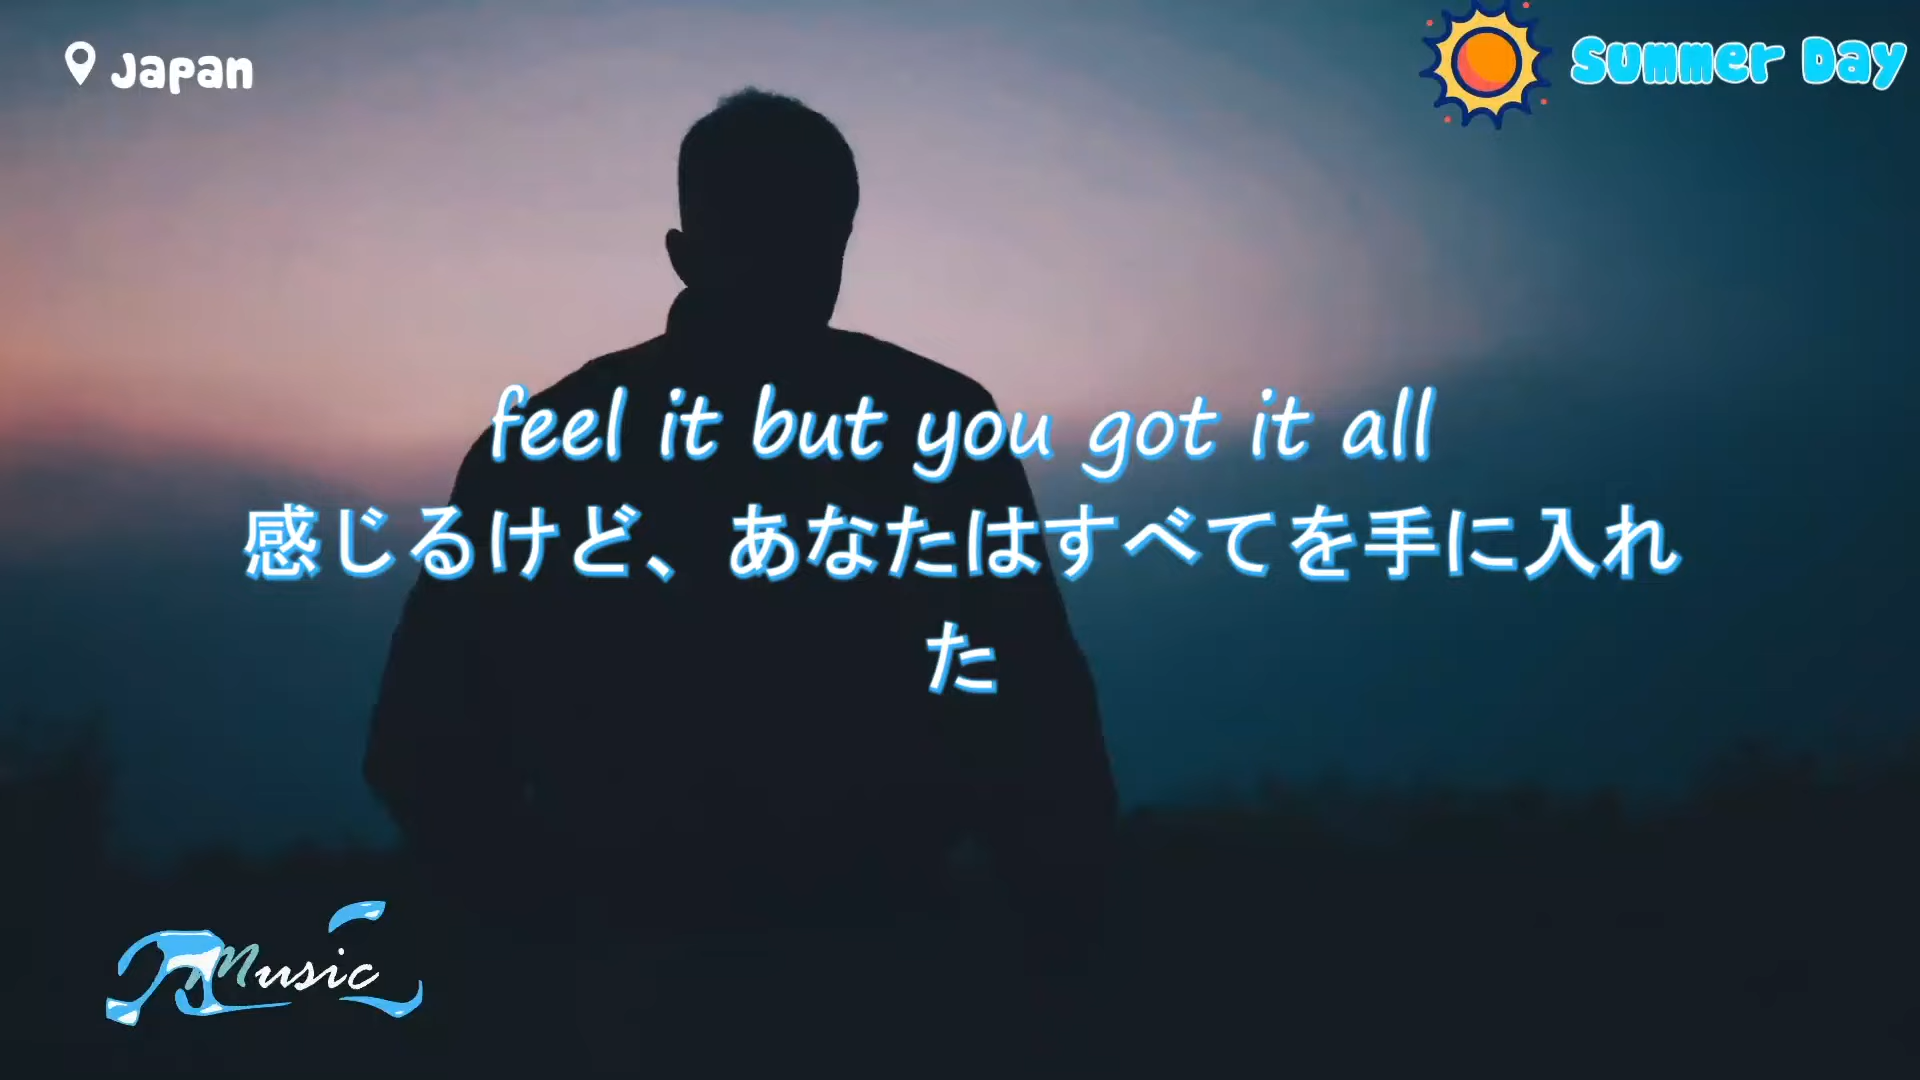 Japan
Summer Day
feel it but you got it all
感じるけど、あなたはすべてを手に入れ
た
Music